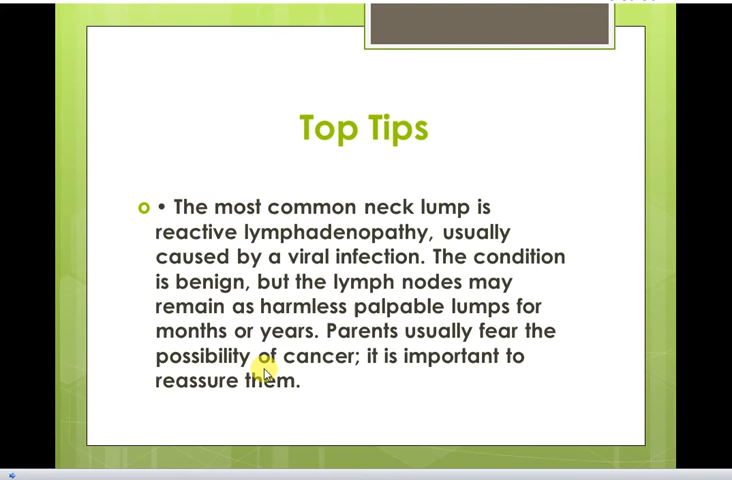 Top Tips
• The most common neck lump is
reactive lymphadenopathy, usually
caused by a viral infection. The condition
is benign, but the lymph nodes may
remain as harmless palpable lumps for
months or years. Parents usually fear the
possibility of cancer; it is important to
reassure them.